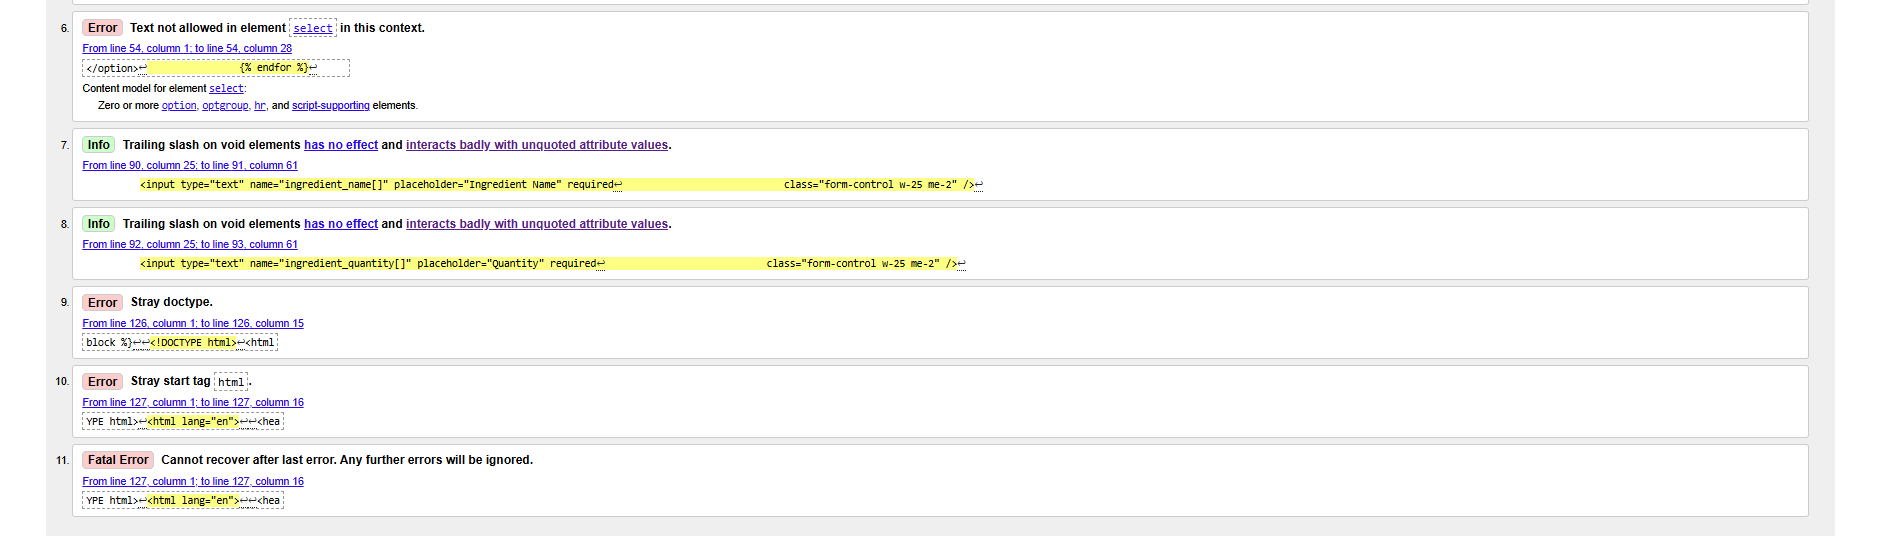 6. Error Text not allowed in element select in this context.
From line 54, column 1; to line 54, column 28
</option>↩ {% endfor %}↩
Content model for element select:
Zero or more option, optgroup, hr, and script-supporting elements.
7. Info Trailing slash on void elements has no effect and interacts badly with unquoted attribute values.
From line 90, column 25; to line 91, column 61
<input type="text" name="ingredient_name[]" placeholder="Ingredient Name" required↩ class="form-control w-25 me-2" />↩
8. Info Trailing slash on void elements has no effect and interacts badly with unquoted attribute values.
From line 92, column 25; to line 93, column 61
<input type="text" name="ingredient_quantity[]" placeholder="Quantity" required↩ class="form-control w-25 me-2" />↩
9. Error Stray doctype.
From line 126, column 1; to line 126, column 15
block %}↩↩<!DOCTYPE html>↩<html
10. Error Stray start tag html.
From line 127, column 1; to line 127, column 16
YPE html>↩<html lang="en">↩↩<hea
11. Fatal Error Cannot recover after last error. Any further errors will be ignored.
From line 127, column 1; to line 127, column 16
YPE html>↩<html lang="en">↩↩<hea